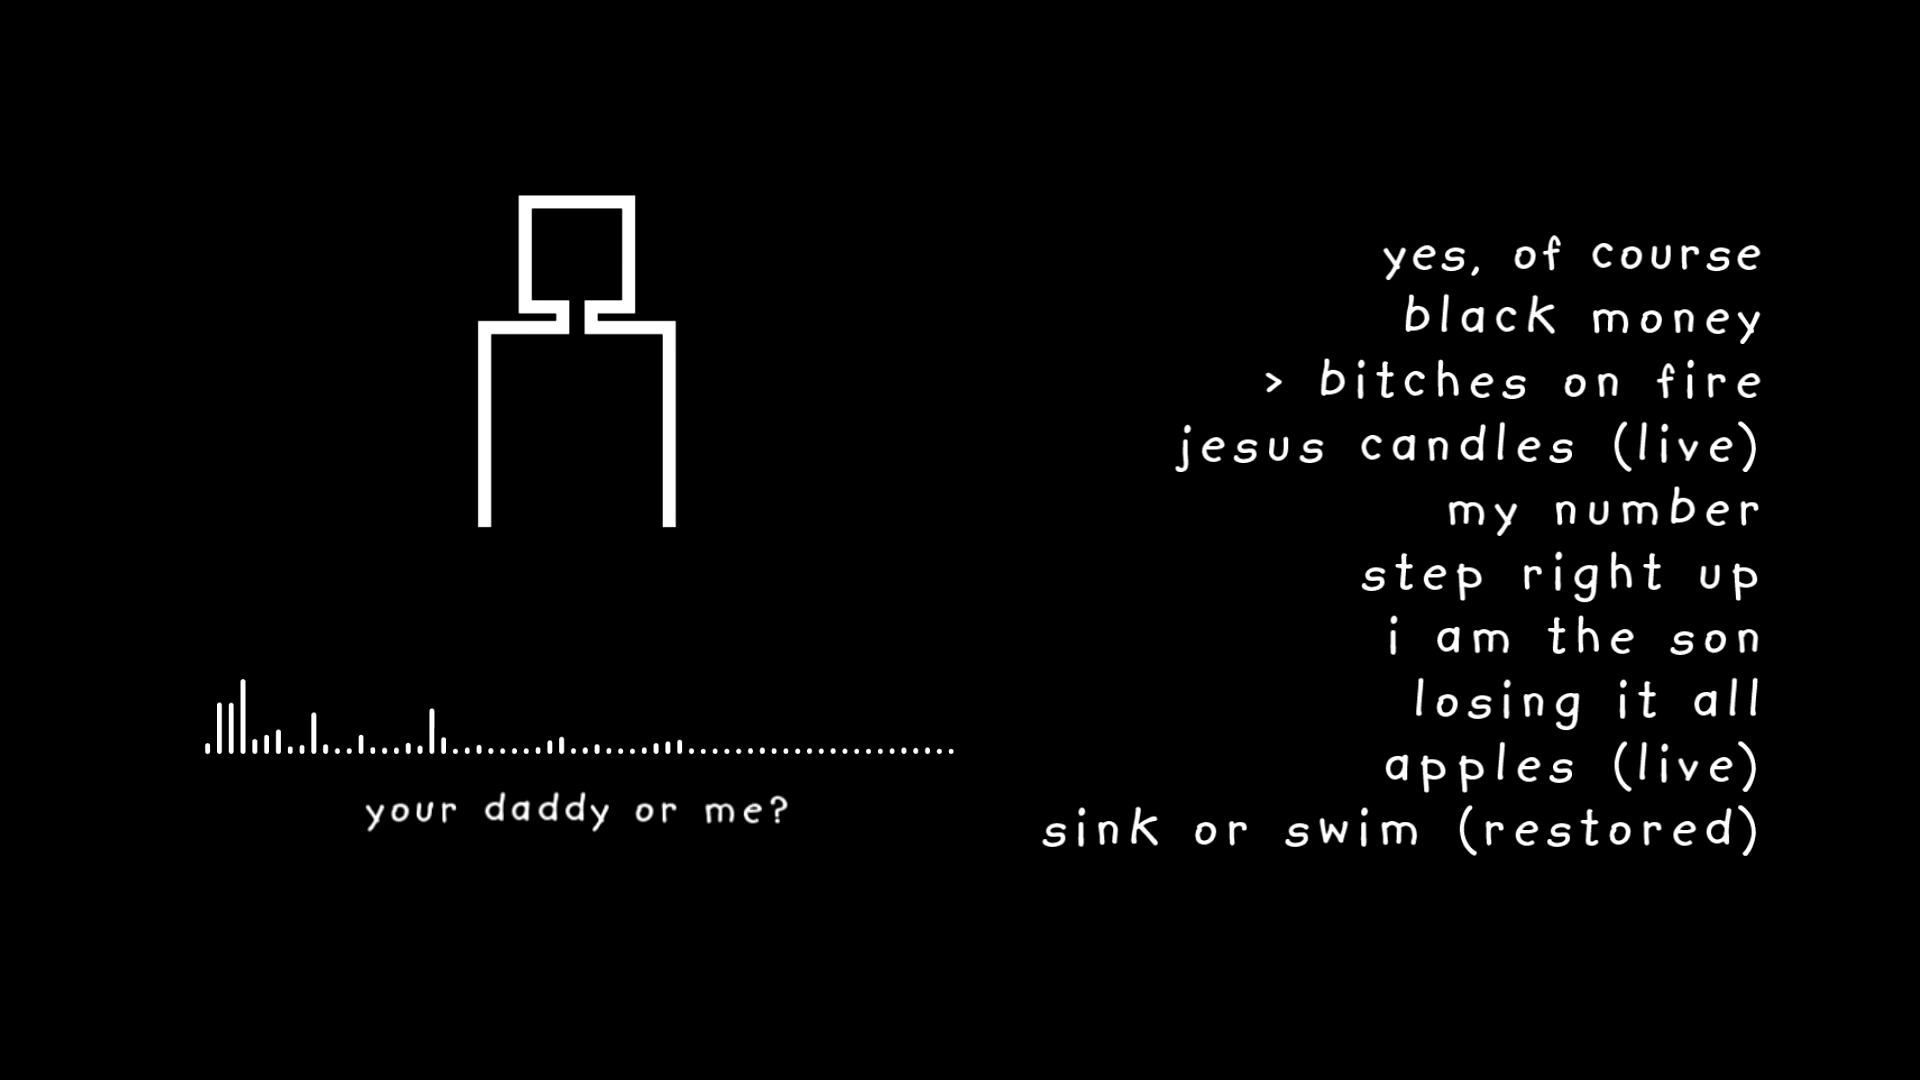 yes, of course
black money
> bitches on fire
jesus candles (live)
my number
step right up
i am the son
losing it all
apples (live)
sink or swim (restored)
your daddy or me?